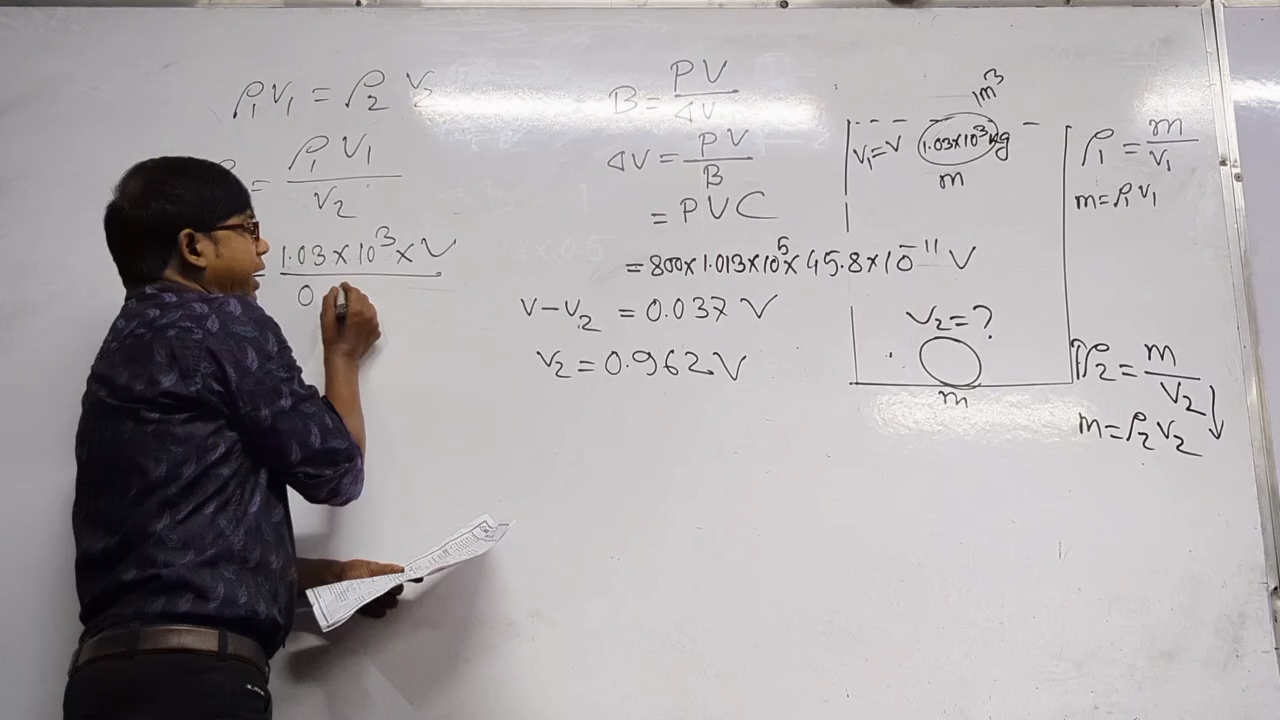 ρ₁ V₁ = ρ₂ V₂
= ρ₁ V₁ / V₂
= 1.03 × 10³ × V / 0
B = PV / ΔV
ΔV = PV / B
= PVC
= 800 × 1.013 × 10⁵ × 45.8 × 10⁻¹¹ V
V − V₂ = 0.037 V
V₂ = 0.962 V
1m³
V₁ = V
1.03×10³ kg
m
V₂ = ?
m
ρ₁ = m / V₁
m = ρ₁ V₁
ρ₂ = m / V₂
m = ρ₂ V₂